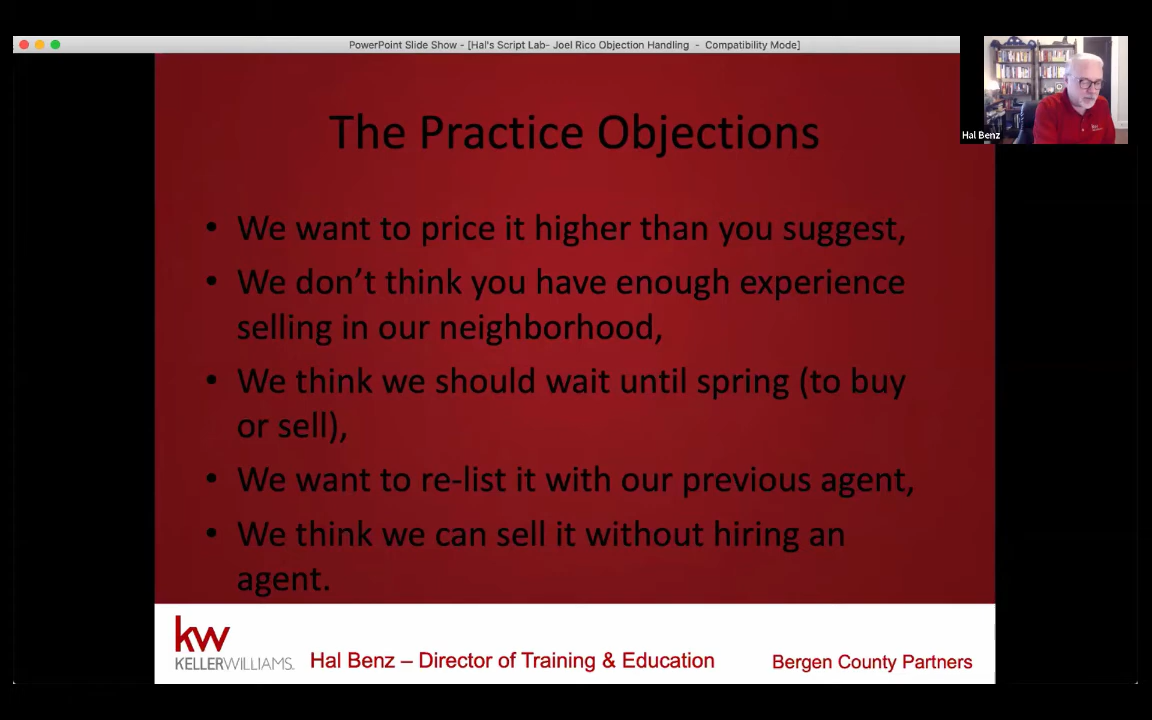 PowerPoint Slide Show - [Hal's Script Lab- Joel Rico Objection Handling - Compatibility Mode]
Hal Benz
The Practice Objections
• We want to price it higher than you suggest,
• We don't think you have enough experience
selling in our neighborhood,
• We think we should wait until spring (to buy
or sell),
• We want to re-list it with our previous agent,
• We think we can sell it without hiring an
agent.
kw
KELLERWILLIAMS.
Hal Benz – Director of Training & Education
Bergen County Partners